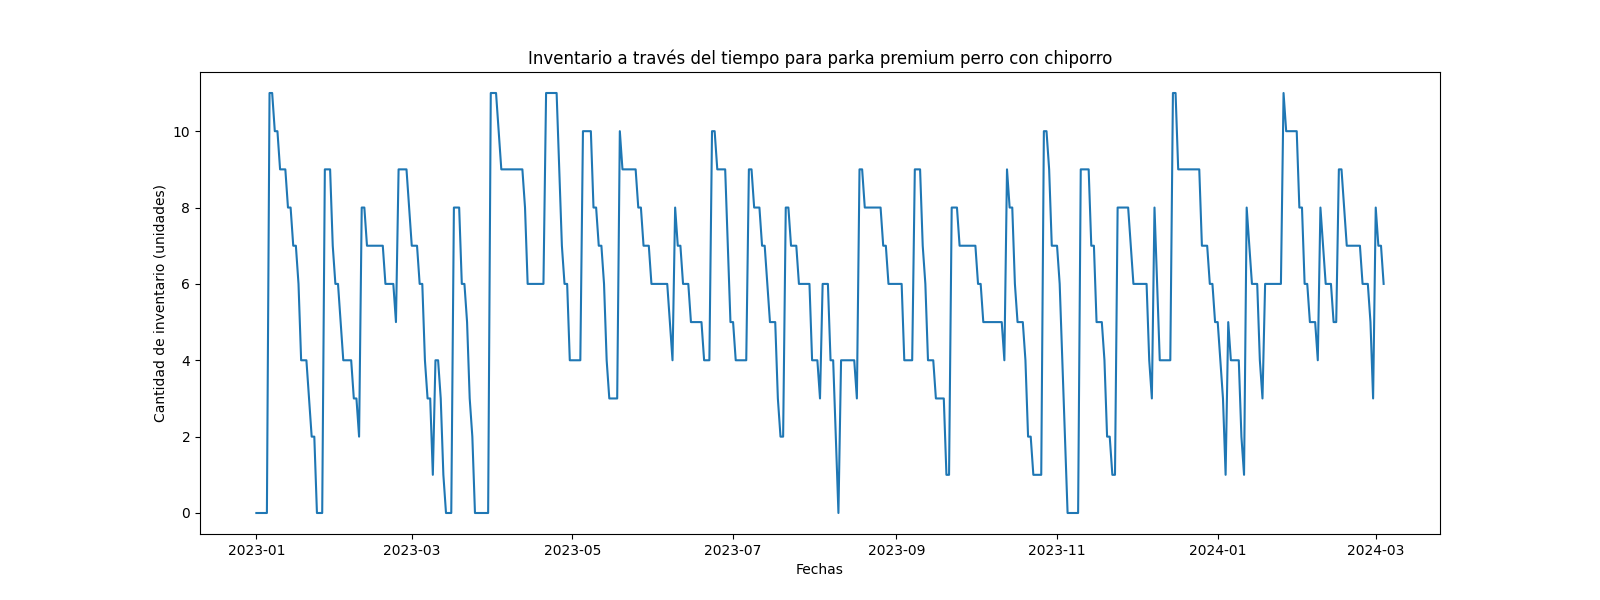 Inventario a través del tiempo para parka premium perro con chiporro
Cantidad de inventario (unidades)
10
8
6
4
2
0
2023-01 2023-03 2023-05 2023-07 2023-09 2023-11 2024-01 2024-03
Fechas